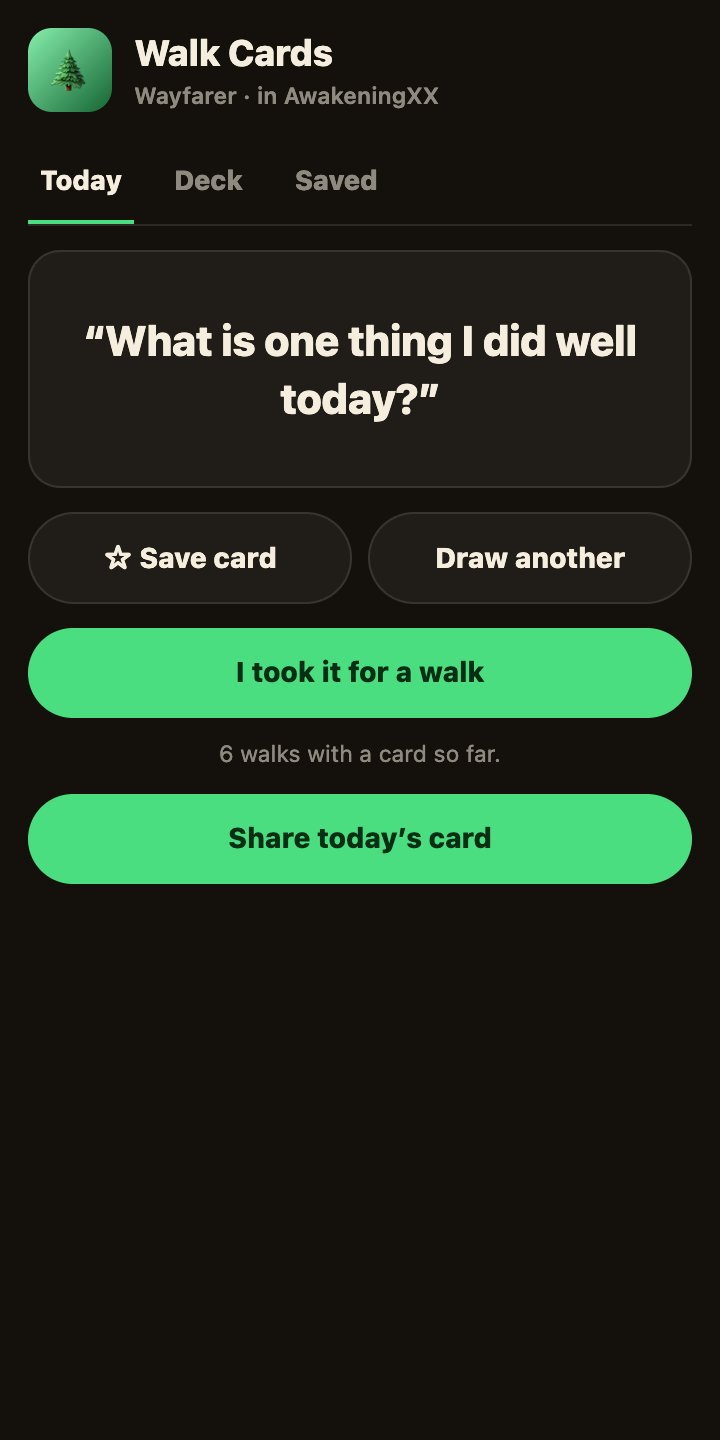 Walk Cards
Wayfarer · in AwakeningXX
Today Deck Saved
“What is one thing I did well
today?”
☆ Save card
Draw another
I took it for a walk
6 walks with a card so far.
Share today’s card